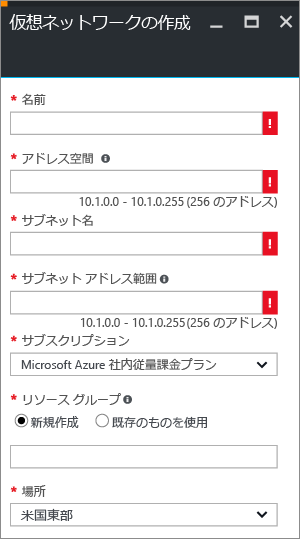 仮想ネットワークの作成
* 名前
* アドレス空間
10.1.0.0 - 10.1.0.255 (256 のアドレス)
* サブネット名
* サブネット アドレス範囲
10.1.0.0 - 10.1.0.255 (256 のアドレス)
* サブスクリプション
Microsoft Azure 社内従量課金プラン
* リソース グループ
新規作成 既存のものを使用
* 場所
米国東部